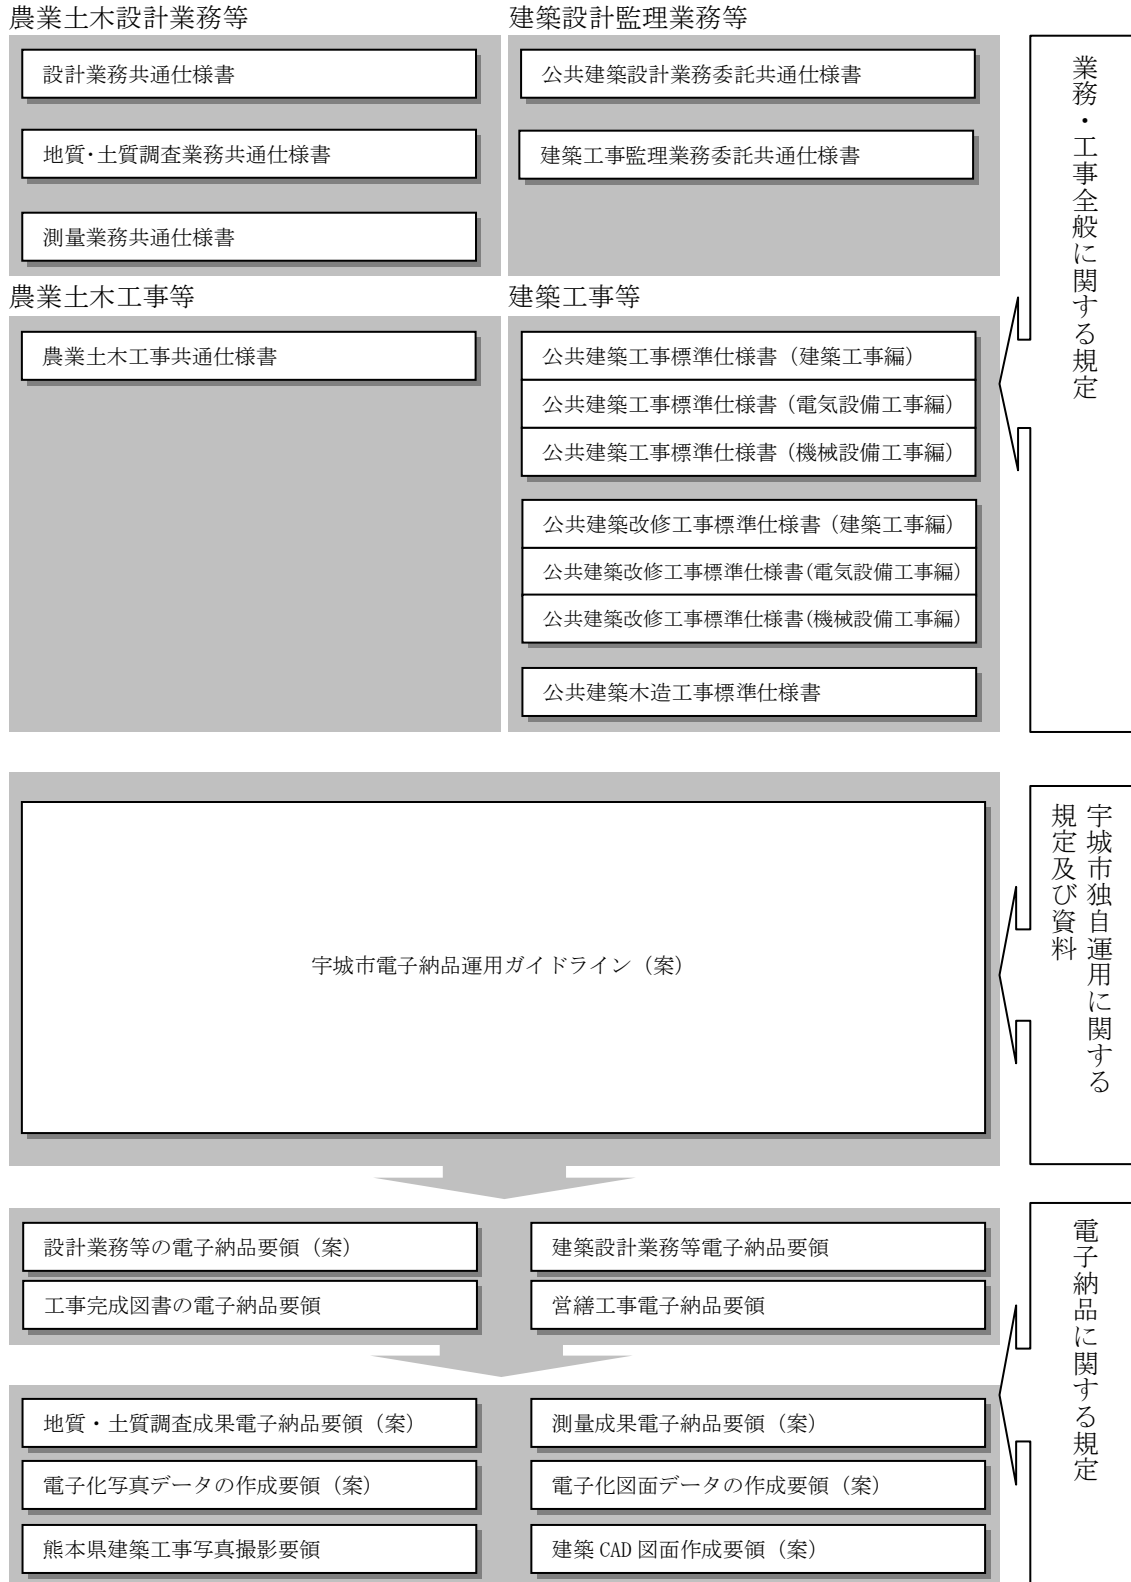 農業土木設計業務等
設計業務共通仕様書
地質・土質調査業務共通仕様書
測量業務共通仕様書
建築設計監理業務等
公共建築設計業務委託共通仕様書
建築工事監理業務委託共通仕様書
農業土木工事等
農業土木工事共通仕様書
建築工事等
公共建築工事標準仕様書（建築工事編）
公共建築工事標準仕様書（電気設備工事編）
公共建築工事標準仕様書（機械設備工事編）
公共建築改修工事標準仕様書（建築工事編）
公共建築改修工事標準仕様書(電気設備工事編)
公共建築改修工事標準仕様書(機械設備工事編)
公共建築木造工事標準仕様書
業務・工事全般に関する規定
宇城市電子納品運用ガイドライン（案）
宇城市独自運用に関する
規定及び資料
設計業務等の電子納品要領（案）
建築設計業務等電子納品要領
工事完成図書の電子納品要領
営繕工事電子納品要領
地質・土質調査成果電子納品要領（案）
測量成果電子納品要領（案）
電子化写真データの作成要領（案）
電子化図面データの作成要領（案）
熊本県建築工事写真撮影要領
建築 CAD 図面作成要領（案）
電子納品に関する規定